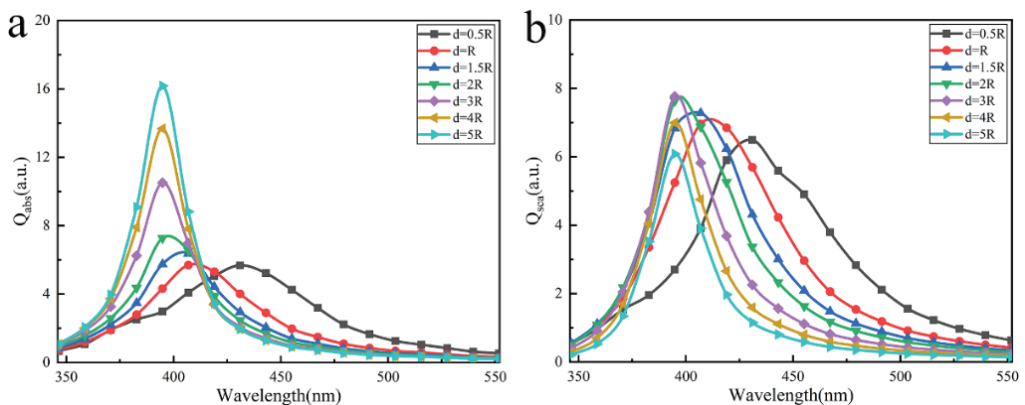 a
20
16
12
8
4
0
Qabs(a.u.)
350
400
450
500
550
Wavelength(nm)
d=0.5R
d=R
d=1.5R
d=2R
d=3R
d=4R
d=5R
b
10
8
6
4
2
0
Qsca(a.u.)
350
400
450
500
550
Wavelength(nm)
d=0.5R
d=R
d=1.5R
d=2R
d=3R
d=4R
d=5R